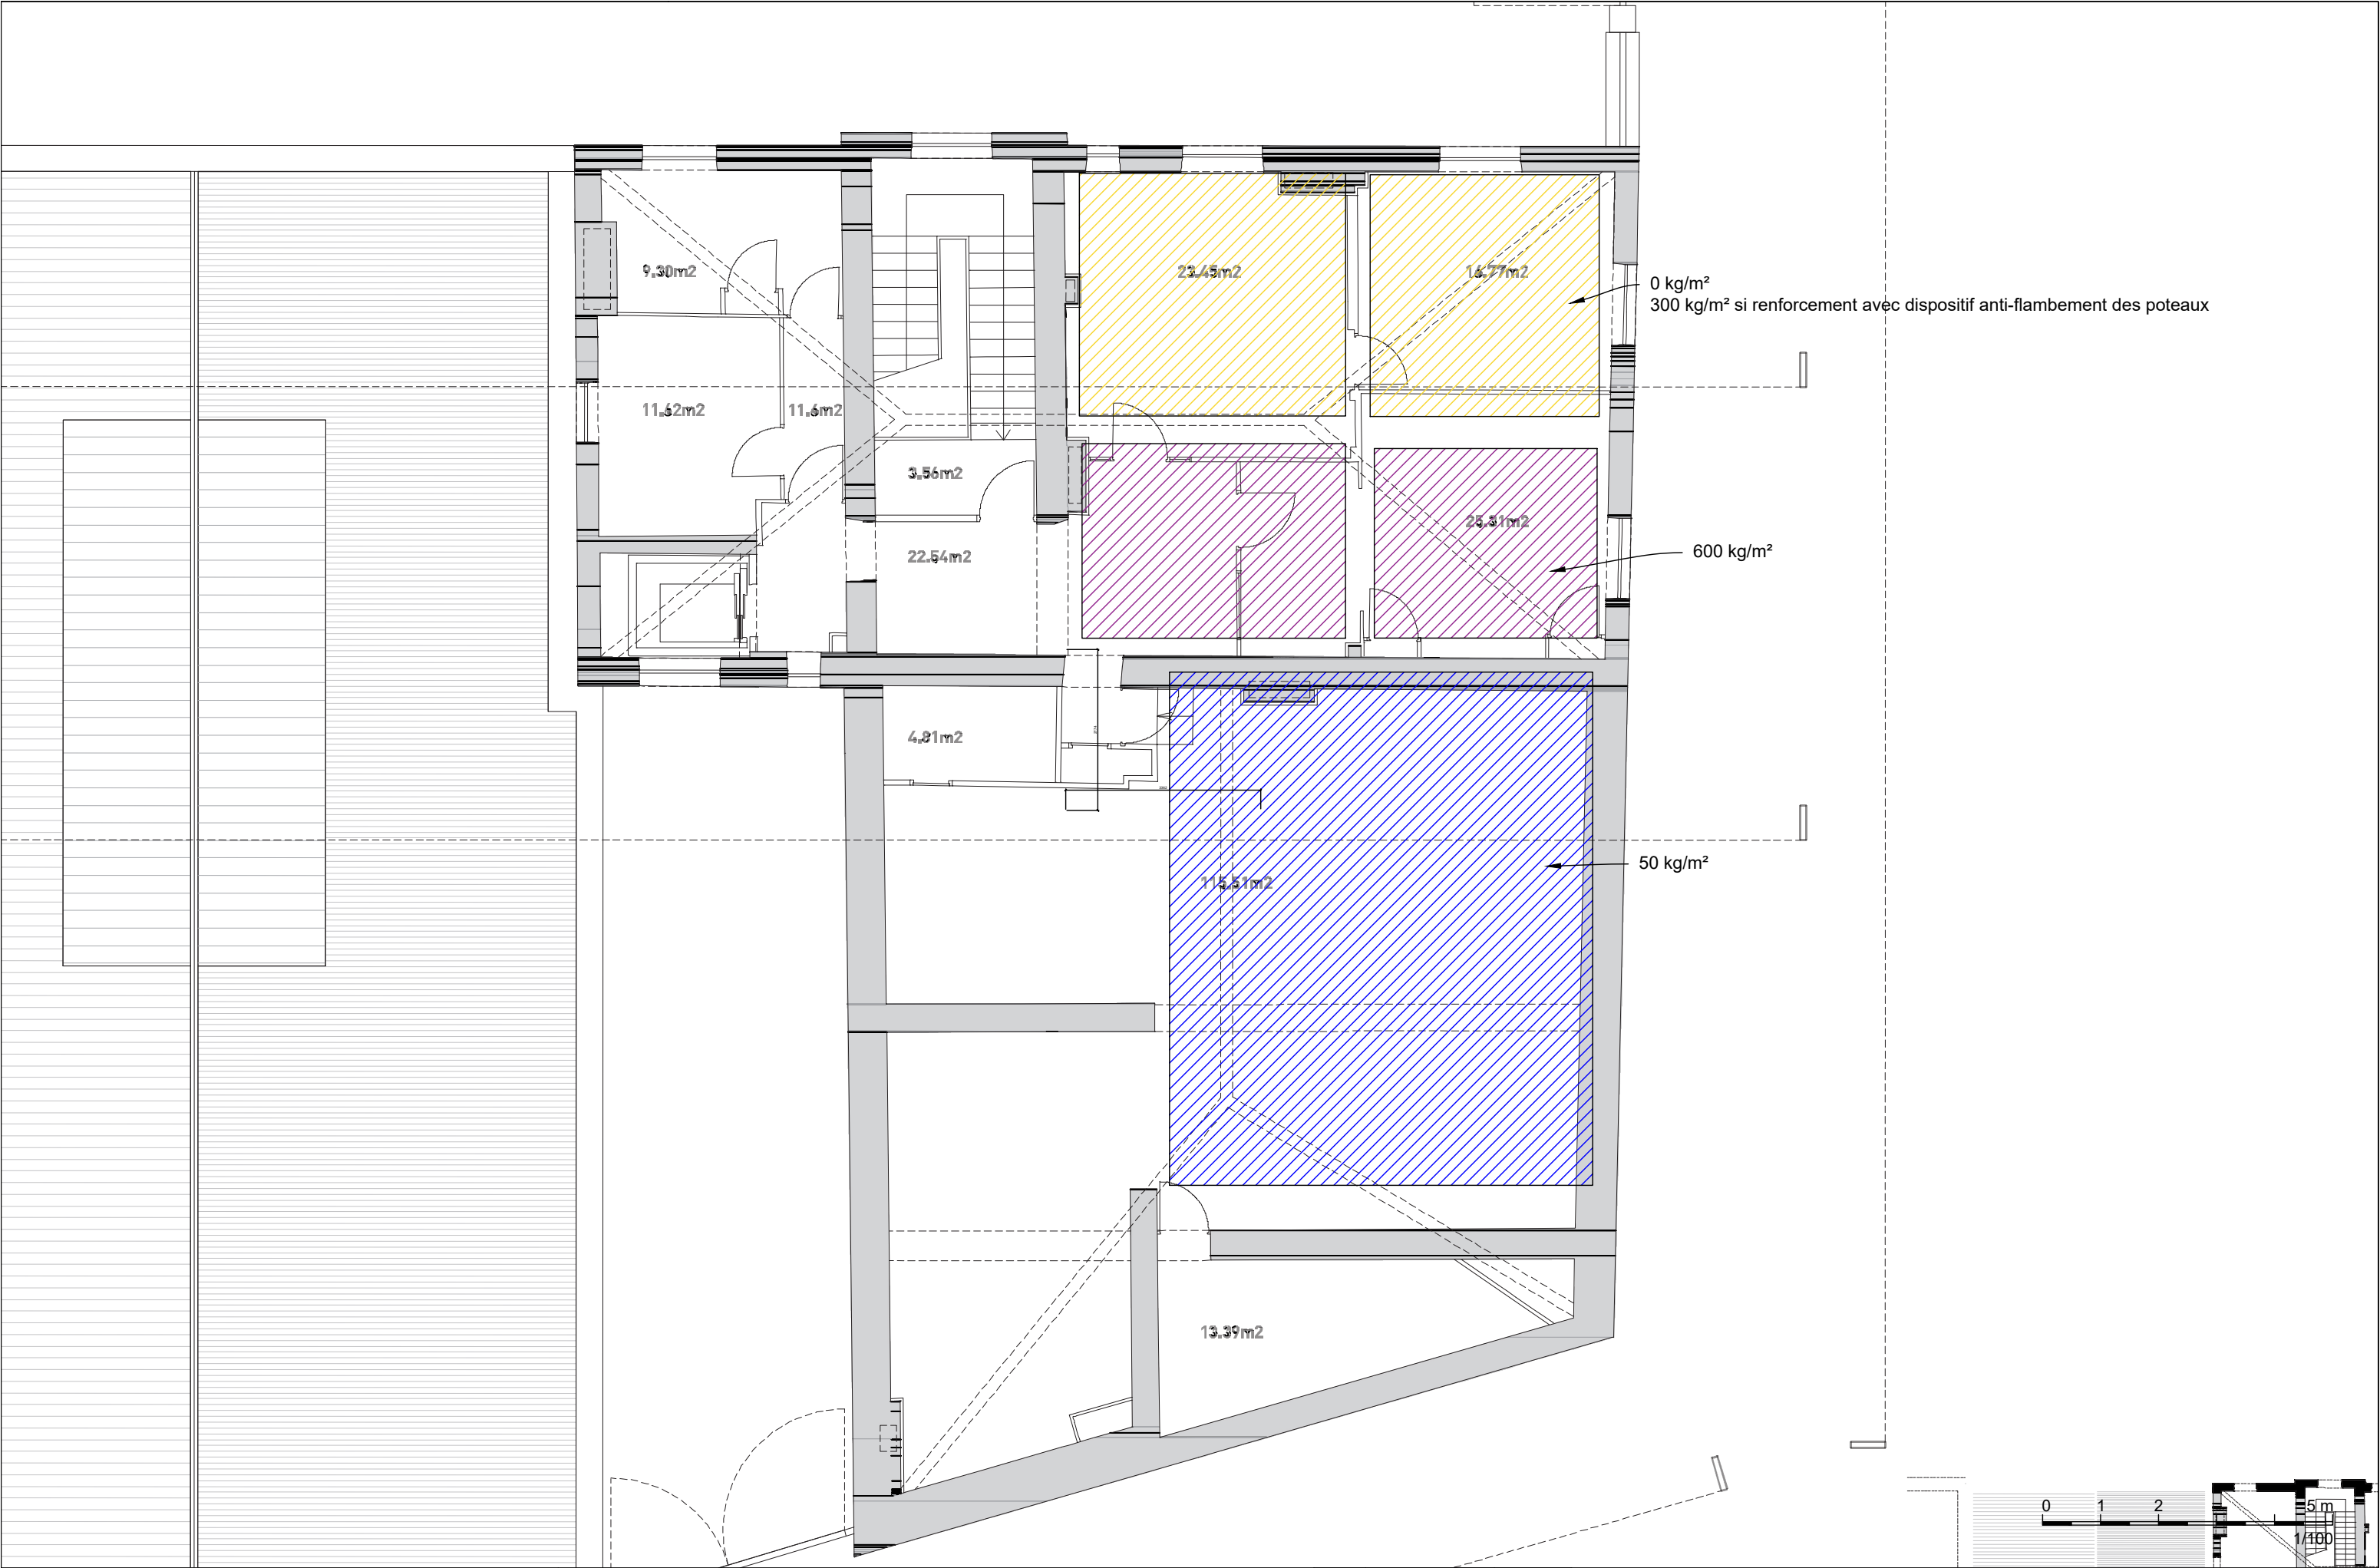 9.30m2
23.45m2
16.77m2
0 kg/m²
300 kg/m² si renforcement avec dispositif anti-flambement des poteaux
11.62m2
11.6m2
3.56m2
25.31m2
600 kg/m²
22.54m2
4.81m2
50 kg/m²
115.51m2
13.39m2
0 1 2 5 m
1/100